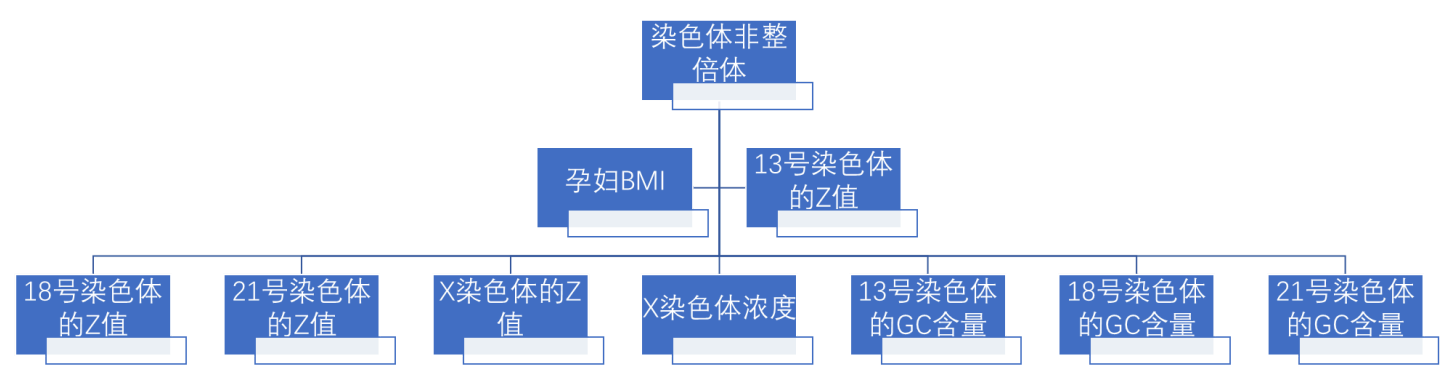 染色体非整
倍体
孕妇BMI
13号染色体
的Z值
18号染色体
的Z值
21号染色体
的Z值
X染色体的Z
值
X染色体浓度
13号染色体
的GC含量
18号染色体
的GC含量
21号染色体
的GC含量